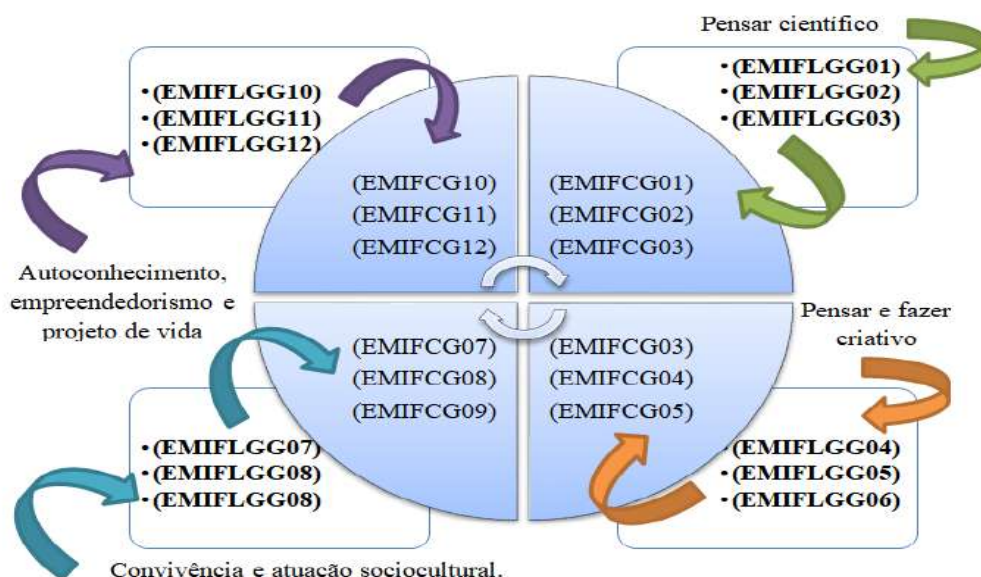 Pensar científico
•(EMIFLGG01)
•(EMIFLGG02)
•(EMIFLGG03)
•(EMIFLGG10)
•(EMIFLGG11)
•(EMIFLGG12)
(EMIFCG10)
(EMIFCG11)
(EMIFCG12)
(EMIFCG01)
(EMIFCG02)
(EMIFCG03)
Autoconhecimento,
empreendedorismo e
projeto de vida
Pensar e fazer
criativo
(EMIFCG07)
(EMIFCG08)
(EMIFCG09)
(EMIFCG03)
(EMIFCG04)
(EMIFCG05)
•(EMIFLGG07)
•(EMIFLGG08)
•(EMIFLGG08)
•(EMIFLGG04)
•(EMIFLGG05)
•(EMIFLGG06)
Convivência e atuação sociocultural.